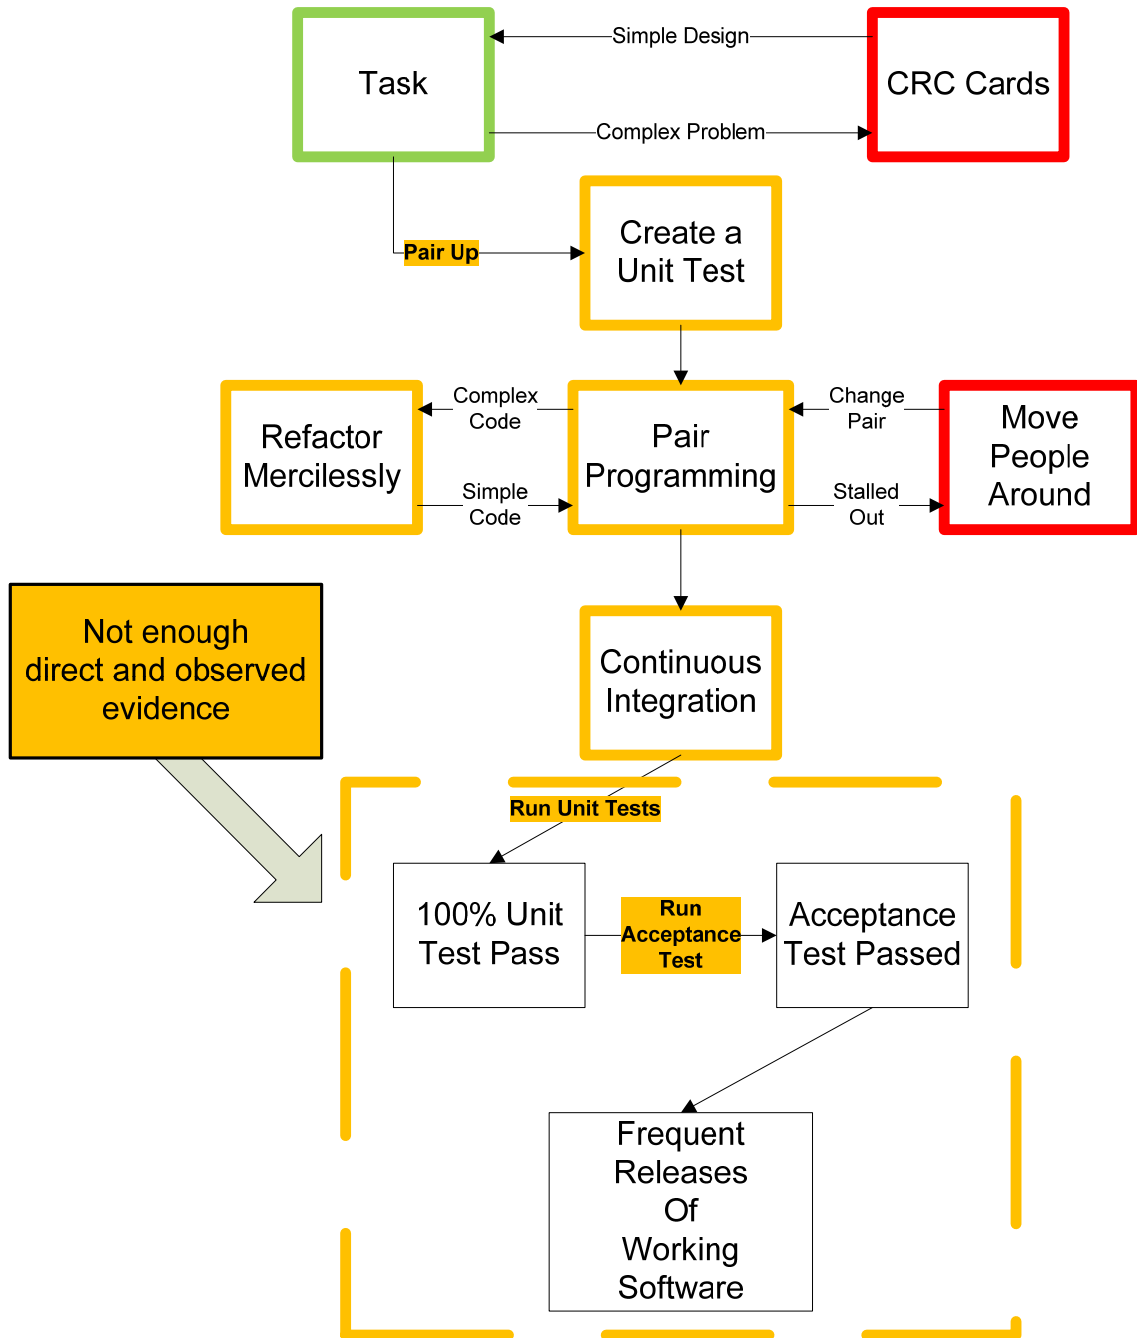 Simple Design
Task
CRC Cards
Complex Problem
Create a
Unit Test
Pair Up
Complex
Code
Change
Pair
Refactor
Mercilessly
Pair
Programming
Move
People
Around
Simple
Code
Stalled
Out
Not enough
direct and observed
evidence
Continuous
Integration
Run Unit Tests
100% Unit
Test Pass
Run
Acceptance
Test
Acceptance
Test Passed
Frequent
Releases
Of
Working
Software